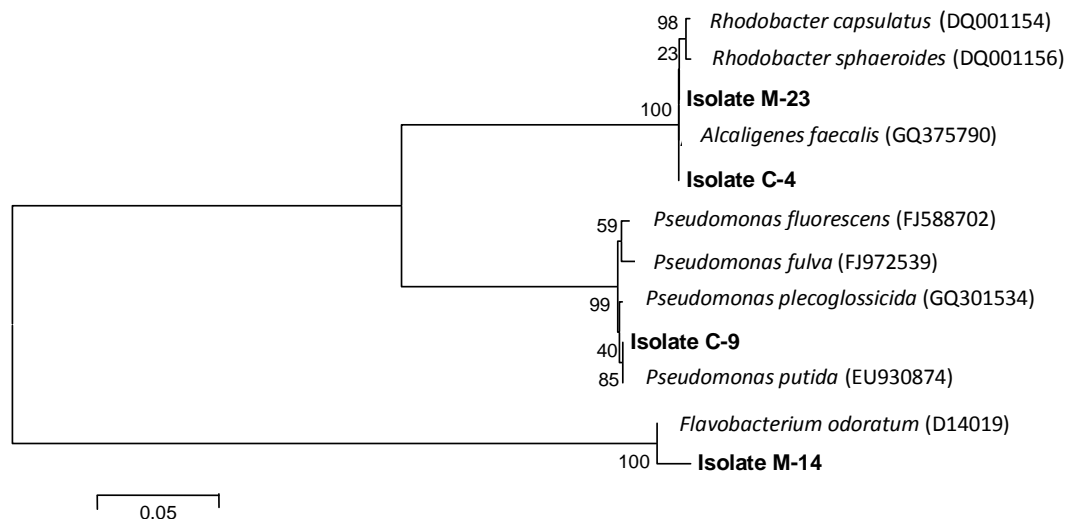 98
Rhodobacter capsulatus (DQ001154)
23
Rhodobacter sphaeroides (DQ001156)
Isolate M-23
100
Alcaligenes faecalis (GQ375790)
Isolate C-4
59
Pseudomonas fluorescens (FJ588702)
Pseudomonas fulva (FJ972539)
99
Pseudomonas plecoglossicida (GQ301534)
Isolate C-9
40
85
Pseudomonas putida (EU930874)
Flavobacterium odoratum (D14019)
100
Isolate M-14
0.05